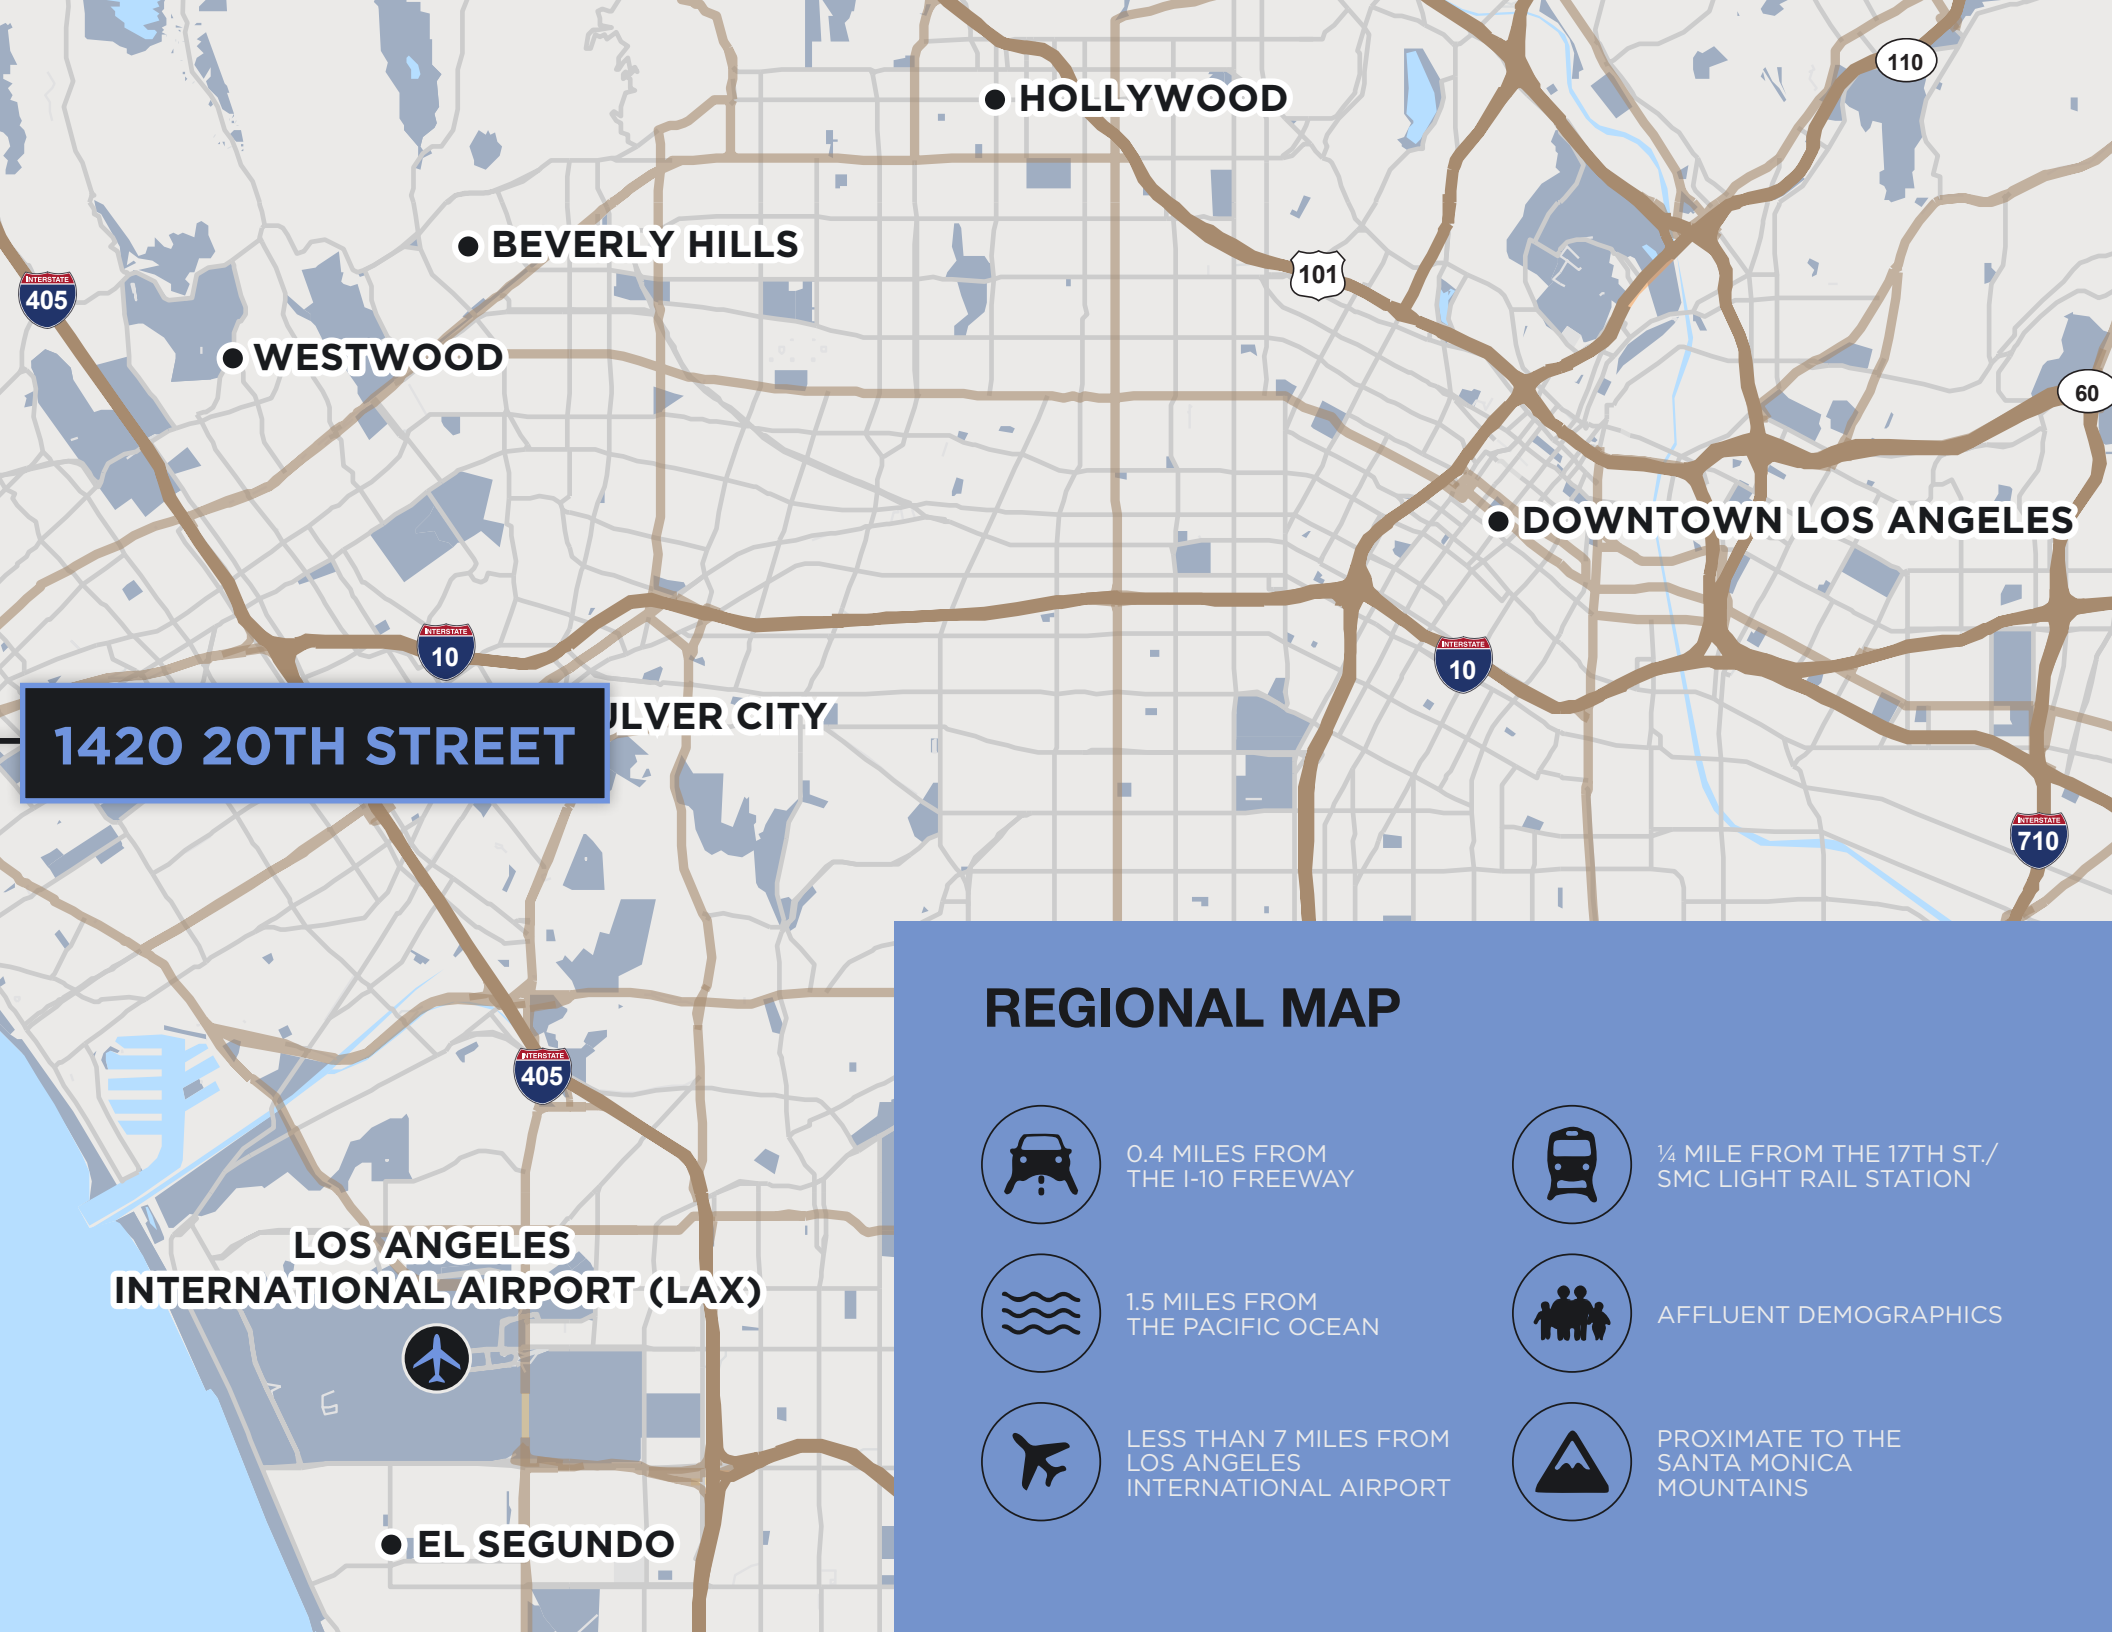 110
HOLLYWOOD
BEVERLY HILLS
INTERSTATE
405
101
WESTWOOD
60
DOWNTOWN LOS ANGELES
INTERSTATE
10
INTERSTATE
10
ULVER CITY
1420 20TH STREET
INTERSTATE
710
INTERSTATE
405
LOS ANGELES
INTERNATIONAL AIRPORT (LAX)
EL SEGUNDO
REGIONAL MAP
0.4 MILES FROM
THE I-10 FREEWAY
1.5 MILES FROM
THE PACIFIC OCEAN
LESS THAN 7 MILES FROM
LOS ANGELES
INTERNATIONAL AIRPORT
¼ MILE FROM THE 17TH ST./
SMC LIGHT RAIL STATION
AFFLUENT DEMOGRAPHICS
PROXIMATE TO THE
SANTA MONICA
MOUNTAINS